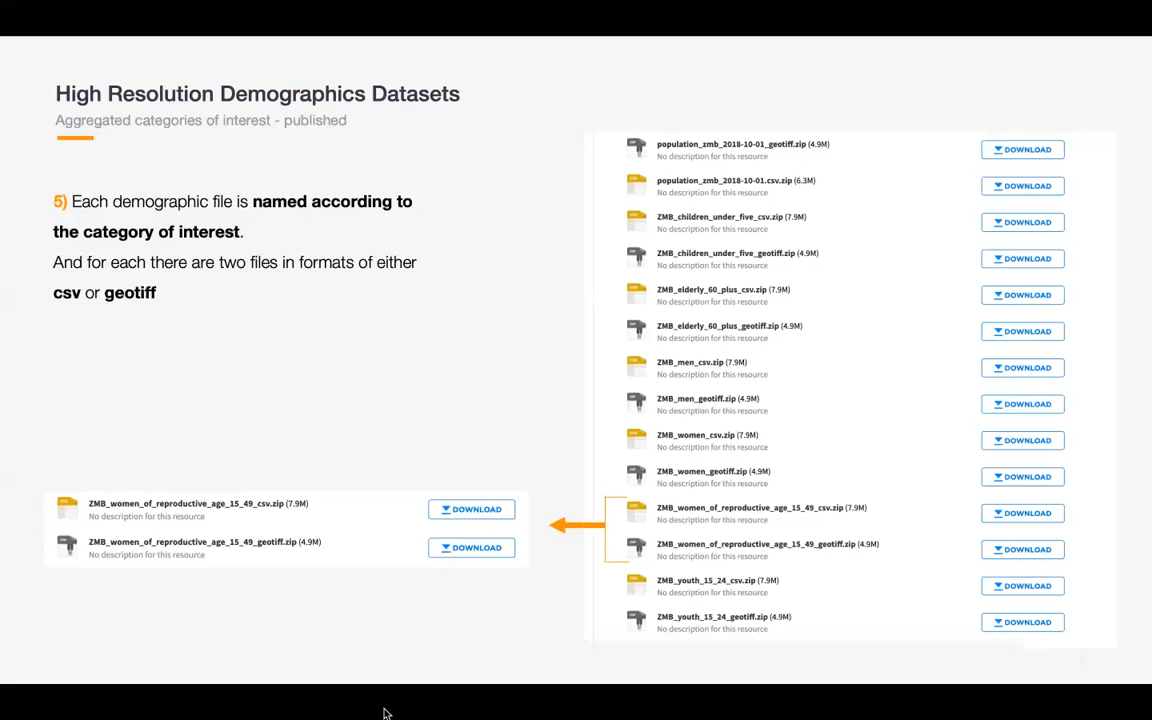 High Resolution Demographics Datasets
Aggregated categories of interest - published
5) Each demographic file is named according to
the category of interest.
And for each there are two files in formats of either
csv or geotiff
ZMB_women_of_reproductive_age_15_49_csv.zip (7.9M)
No description for this resource
DOWNLOAD
ZMB_women_of_reproductive_age_15_49_geotiff.zip (4.9M)
No description for this resource
DOWNLOAD
population_zmb_2018-10-01_geotiff.zip (4.9M)
No description for this resource
DOWNLOAD
population_zmb_2018-10-01.csv.zip (6.3M)
No description for this resource
DOWNLOAD
ZMB_children_under_five_csv.zip (7.9M)
No description for this resource
DOWNLOAD
ZMB_children_under_five_geotiff.zip (4.9M)
No description for this resource
DOWNLOAD
ZMB_elderly_60_plus_csv.zip (7.9M)
No description for this resource
DOWNLOAD
ZMB_elderly_60_plus_geotiff.zip (4.9M)
No description for this resource
DOWNLOAD
ZMB_men_csv.zip (7.9M)
No description for this resource
DOWNLOAD
ZMB_men_geotiff.zip (4.9M)
No description for this resource
DOWNLOAD
ZMB_women_csv.zip (7.9M)
No description for this resource
DOWNLOAD
ZMB_women_geotiff.zip (4.9M)
No description for this resource
DOWNLOAD
ZMB_women_of_reproductive_age_15_49_csv.zip (7.9M)
No description for this resource
DOWNLOAD
ZMB_women_of_reproductive_age_15_49_geotiff.zip (4.9M)
No description for this resource
DOWNLOAD
ZMB_youth_15_24_csv.zip (7.9M)
No description for this resource
DOWNLOAD
ZMB_youth_15_24_geotiff.zip (4.9M)
No description for this resource
DOWNLOAD